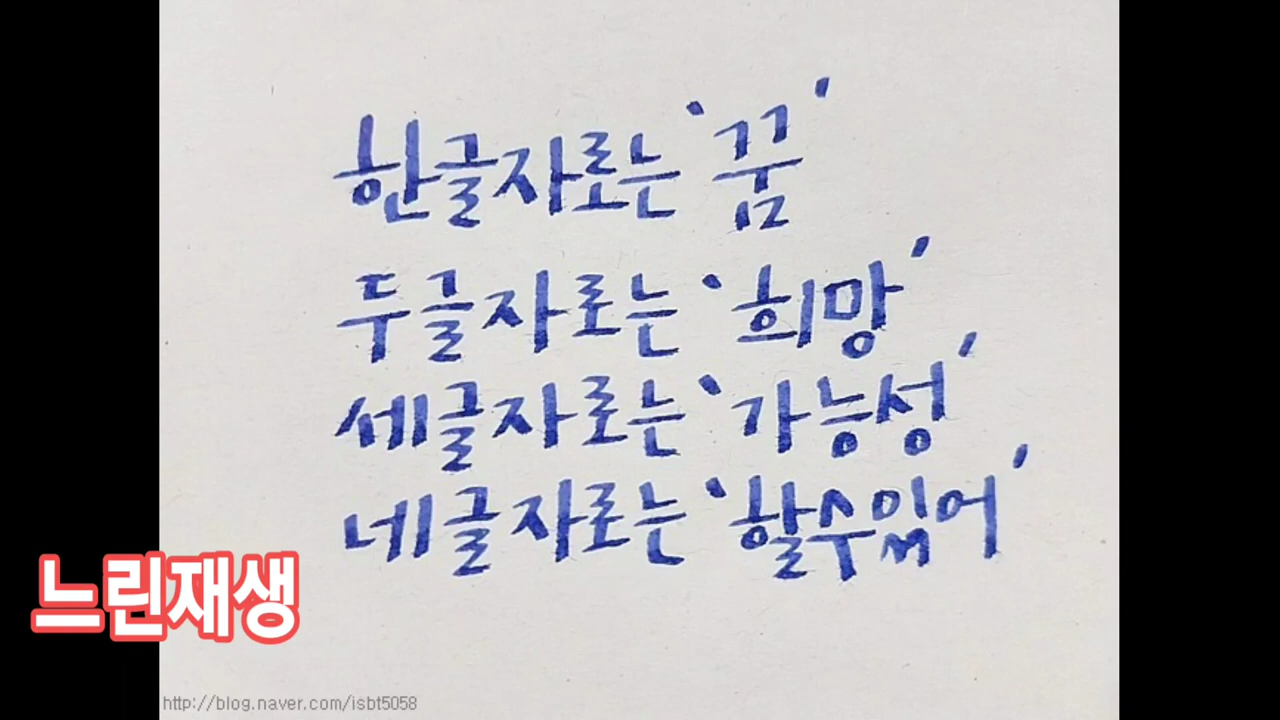 한글자로는 ‘꿈’
두글자로는 ‘희망’
세글자로는 ‘가능성’
네글자로는 ‘할수있어’
느린재생
http://blog.naver.com/isbt5058